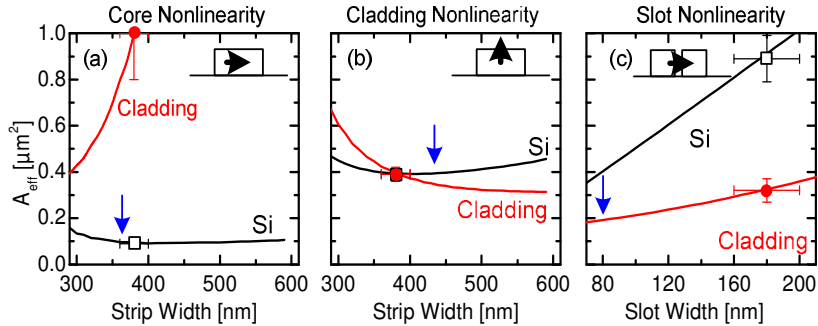 Core Nonlinearity Cladding Nonlinearity Slot Nonlinearity
(a) (b) (c)
Cladding Si
Si Cladding Si Cladding
A_eff [μm²]
1.0
0.8
0.6
0.4
0.2
0.0
300 400 500 600 300 400 500 600 80 120 160 200
Strip Width [nm] Strip Width [nm] Slot Width [nm]